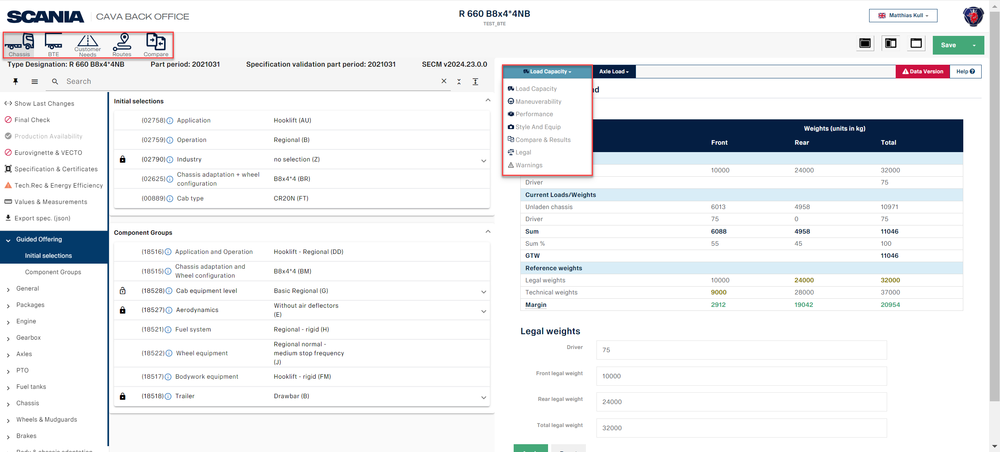 SCANIA
CAVA BACK OFFICE
R 660 B8x4*4NB
TEST_BTE
Matthias Kull
Chassis
BTE
Customer
Needs
Routes
Compare
Save
Type Designation: R 660 B8x4*4NB
Part period: 2021031
Specification validation part period: 2021031
SECM v2024.23.0.0
Search
Show Last Changes
Final Check
Production Availability
Eurovignette & VECTO
Specification & Certificates
Tech.Rec & Energy Efficiency
Values & Measurements
Export spec. (json)
Guided Offering
Initial selections
Component Groups
General
Packages
Engine
Gearbox
Axles
PTO
Fuel tanks
Chassis
Wheels & Mudguards
Brakes
Body & chassis adaptation
Initial selections
(02758) Application Hooklift (AU)
(02759) Operation Regional (B)
(02790) Industry no selection (Z)
(02625) Chassis adaptation + wheel
configuration B8x4*4 (BR)
(00889) Cab type CR20N (FT)
Component Groups
(18516) Application and Operation Hooklift - Regional (DD)
(18515) Chassis adaptation and
Wheel configuration B8x4*4 (BM)
(18528) Cab equipment level Basic Regional (G)
(18527) Aerodynamics Without air deflectors
(E)
(18521) Fuel system Regional - rigid (H)
(18522) Wheel equipment Regional normal -
medium stop frequency
(J)
(18517) Bodywork equipment Hooklift - rigid (FM)
(18518) Trailer Drawbar (B)
Load Capacity
Axle Load
Data Version
Help
Load Capacity
Maneuverability
Performance
Style And Equip
Compare & Results
Legal
Warnings
Weights (units in kg)
Front Rear Total
10000 24000 32000
Driver 75
Current Loads/Weights
Unladen chassis 6013 4958 10971
Driver 75 0 75
Sum 6088 4958 11046
Sum % 55 45 100
GTW 11046
Reference weights
Legal weights 10000 24000 32000
Technical weights 9000 28000 37000
Margin 2912 19042 20954
Legal weights
Driver 75
Front legal weight 10000
Rear legal weight 24000
Total legal weight 32000